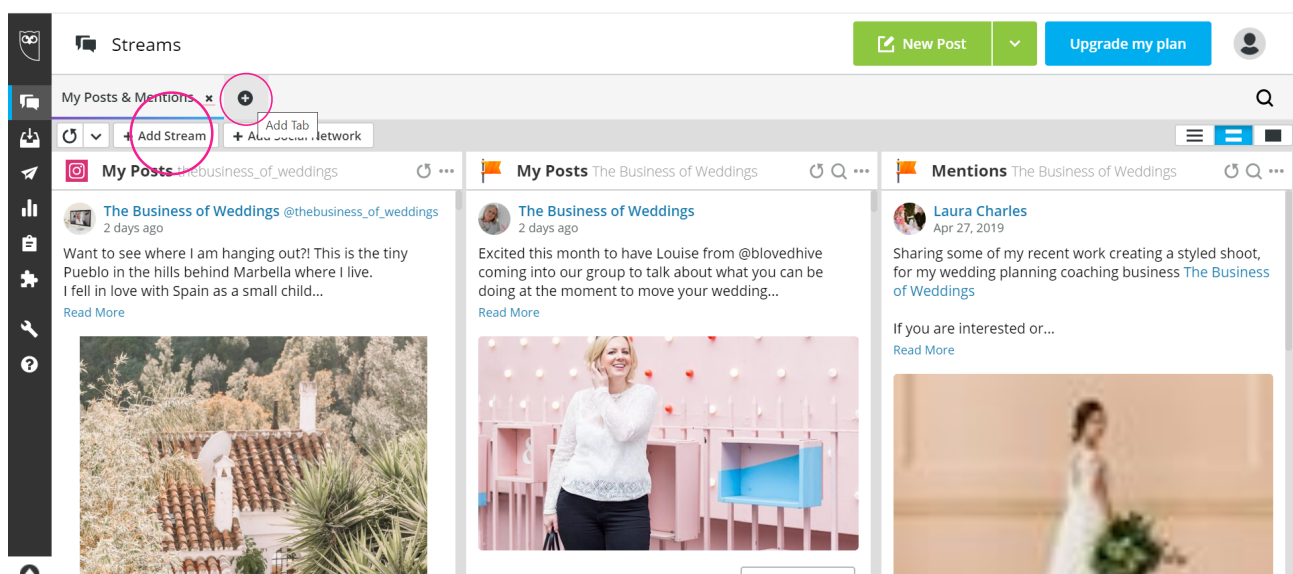 Streams
New Post
Upgrade my plan
My Posts & Mentions x
Add Tab
+ Add Stream
+ Add Social Network
My Posts thebusiness_of_weddings
The Business of Weddings @thebusiness_of_weddings
2 days ago
Want to see where I am hanging out?! This is the tiny
Pueblo in the hills behind Marbella where I live.
I fell in love with Spain as a small child...
Read More
My Posts The Business of Weddings
The Business of Weddings
2 days ago
Excited this month to have Louise from @blovedhive
coming into our group to talk about what you can be
doing at the moment to move your wedding...
Read More
Mentions The Business of Weddings
Laura Charles
Apr 27, 2019
Sharing some of my recent work creating a styled shoot,
for my wedding planning coaching business The Business
of Weddings
If you are interested or...
Read More